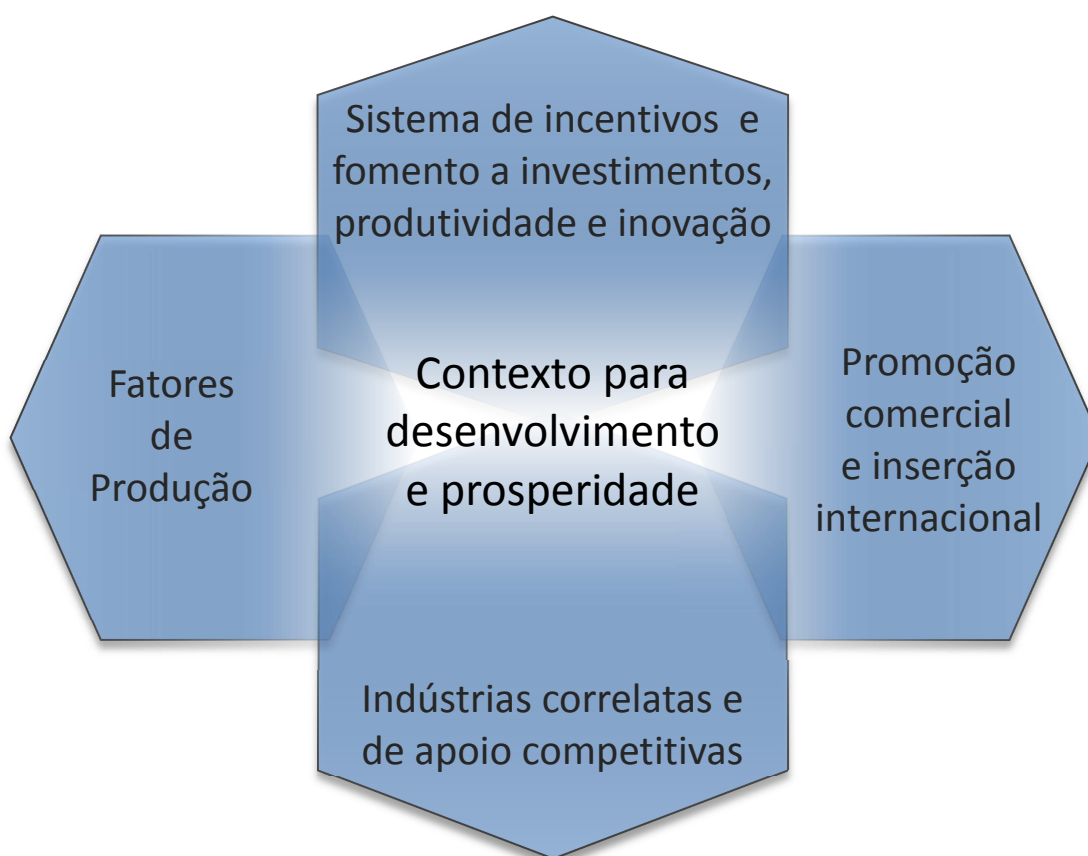 Sistema de incentivos e
fomento a investimentos,
produtividade e inovação
Fatores
de
Produção
Contexto para
desenvolvimento
e prosperidade
Promoção
comercial
e inserção
internacional
Indústrias correlatas e
de apoio competitivas